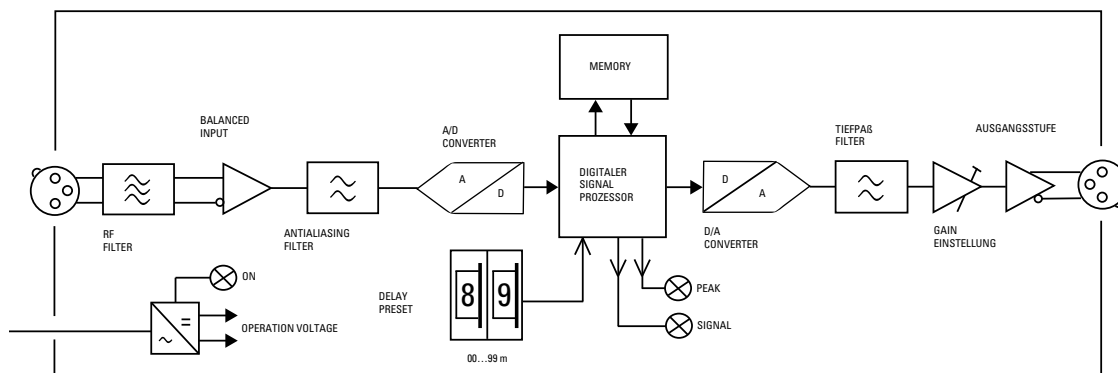 MEMORY
BALANCED
INPUT
A/D
CONVERTER
TIEFPAß
FILTER
AUSGANGSSTUFE
A
D
DIGITALER
SIGNAL
PROZESSOR
D
A
RF
FILTER
ANTIALIASING
FILTER
D/A
CONVERTER
GAIN
EINSTELLUNG
ON
DELAY
PRESET
8 9
PEAK
OPERATION VOLTAGE
SIGNAL
00...99 m